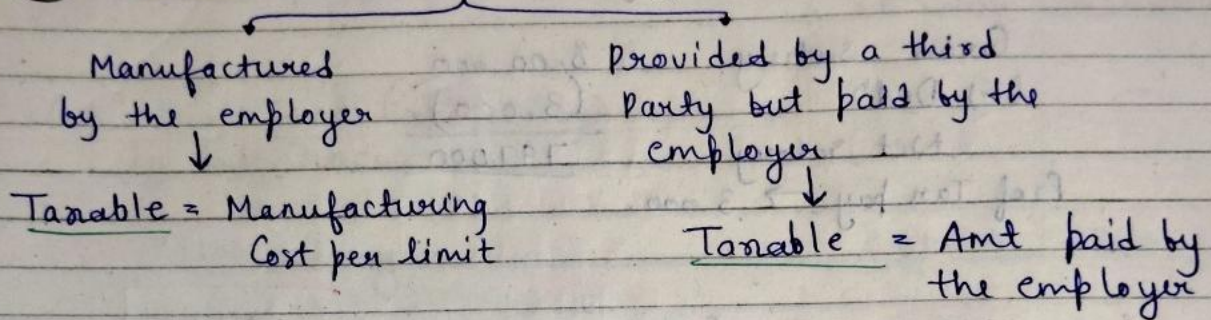 Manufactured
by the employer
↓
Taxable = Manufacturing
Cost per limit
Provided by a third
Party but paid by the
employer
↓
Taxable = Amt paid by
the employer